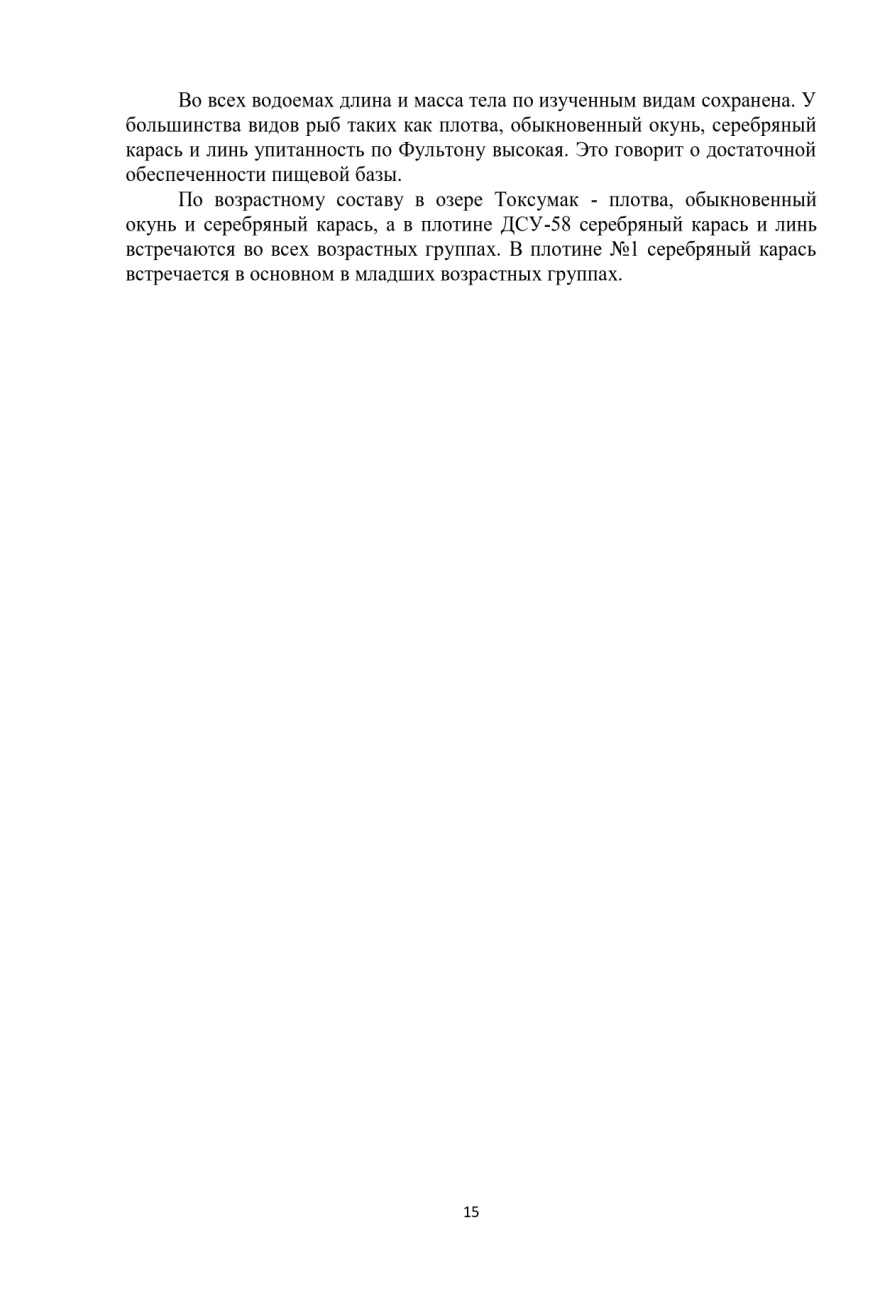 Во всех водоемах длина и масса тела по изученным видам сохранена. У
большинства видов рыб таких как плотва, обыкновенный окунь, серебряный
карась и линь упитанность по Фультону высокая. Это говорит о достаточной
обеспеченности пищевой базы.
По возрастному составу в озере Токсумак - плотва, обыкновенный
окунь и серебряный карась, а в плотине ДСУ-58 серебряный карась и линь
встречаются во всех возрастных группах. В плотине №1 серебряный карась
встречается в основном в младших возрастных группах.
15